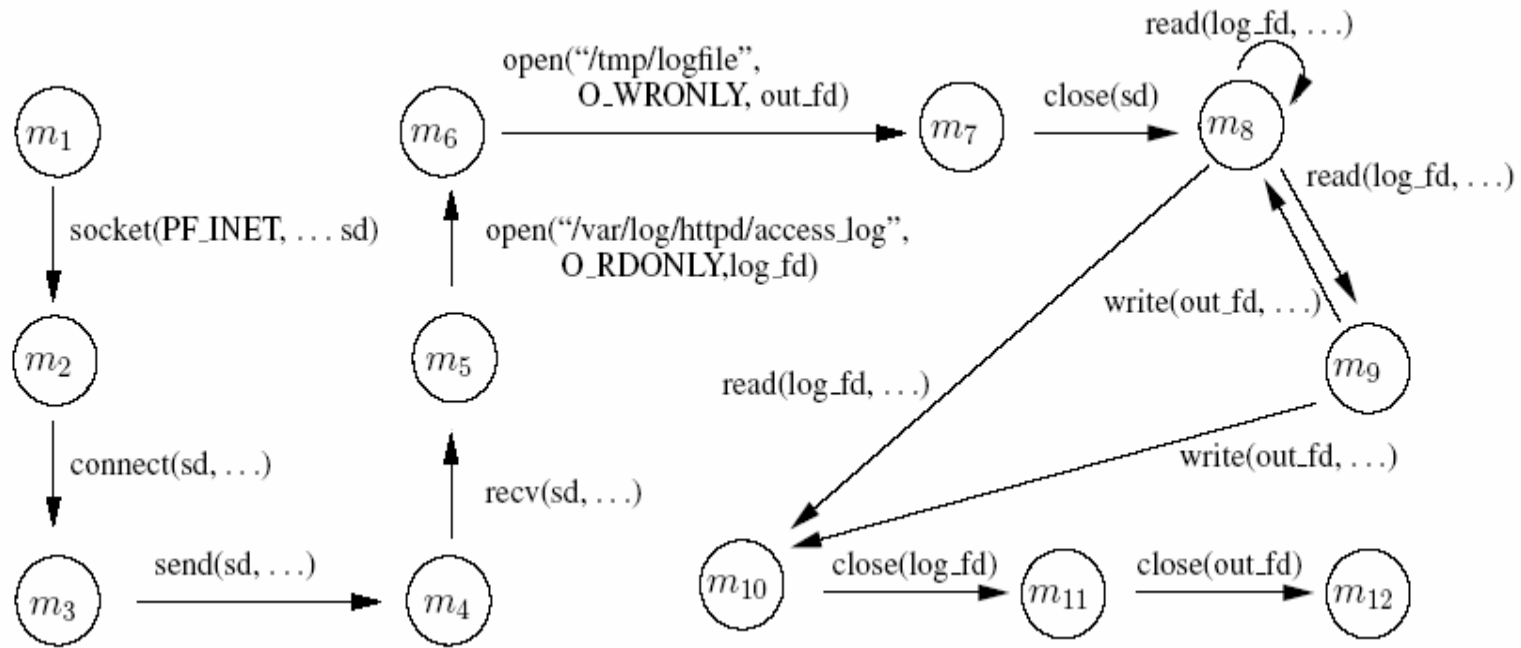 read(log_fd, ...)
open("/tmp/logfile",
O_WRONLY, out_fd)
close(sd)
m1
m6
m7
m8
read(log_fd, ...)
socket(PF_INET, ... sd)
open("/var/log/httpd/access_log",
O_RDONLY,log_fd)
write(out_fd, ...)
m2
m5
m9
read(log_fd, ...)
connect(sd, ...)
recv(sd, ...)
write(out_fd, ...)
send(sd, ...)
close(log_fd)
close(out_fd)
m3
m4
m10
m11
m12